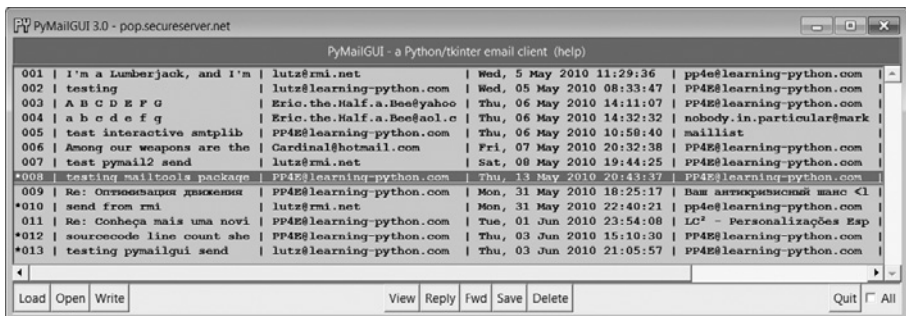 PyMailGUI 3.0 - pop.secureserver.net
PyMailGUI - a Python/tkinter email client (help)
001 | I'm a Lumberjack, and I'm | lutz@rmi.net | Wed, 5 May 2010 11:29:36 | pp4e@learning-python.com |
002 | testing | lutz@learning-python.com | Wed, 05 May 2010 08:33:47 | PP4E@learning-python.com |
003 | A B C D E F G | Eric.the.Half.a.Bee@yahoo | Thu, 06 May 2010 14:11:07 | PP4E@learning-python.com |
004 | a b c d e f g | Eric.the.Half.a.Bee@aol.c | Thu, 06 May 2010 14:32:32 | nobody.in.particular@mark |
005 | test interactive smtplib | PP4E@learning-python.com | Thu, 06 May 2010 10:58:40 | maillist |
006 | Among our weapons are the | Cardinal@hotmail.com | Fri, 07 May 2010 20:32:38 | PP4E@learning-python.com |
007 | test pymail2 send | lutz@rmi.net | Sat, 08 May 2010 19:44:25 | PP4E@learning-python.com |
*008 | testing mailtools package | PP4E@learning-python.com | Thu, 13 May 2010 20:43:37 | PP4E@learning-python.com |
009 | Re: движения | PP4E@learning-python.com | Mon, 31 May 2010 18:25:17 | Ваш антикризисный шанс <l |
*010 | send from rmi | lutz@rmi.net | Mon, 31 May 2010 22:40:21 | pp4e@learning-python.com |
011 | Re: Conheça mais uma novi | PP4E@learning-python.com | Tue, 01 Jun 2010 23:54:08 | LC² - Personalizações Esp |
*012 | sourcecode line count she | PP4E@learning-python.com | Thu, 03 Jun 2010 15:10:30 | PP4E@learning-python.com |
*013 | testing pymailgui send | lutz@learning-python.com | Thu, 03 Jun 2010 21:05:57 | PP4E@learning-python.com |
Load Open Write View Reply Fwd Save Delete Quit All